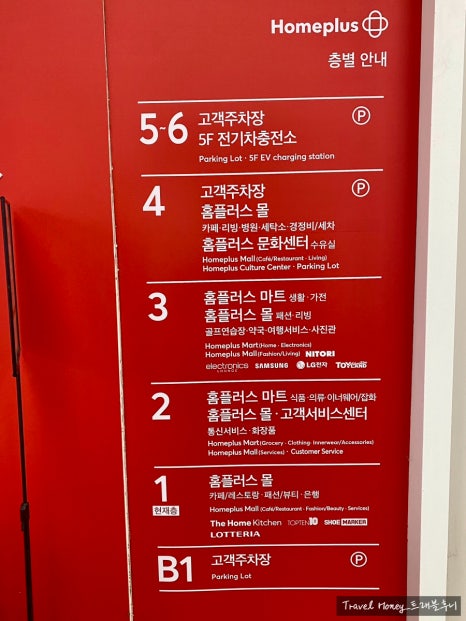 Homeplus
층별 안내
5~6 고객주차장 P
5F 전기차충전소
Parking Lot · 5F EV charging station
4 고객주차장 P
홈플러스 몰
카페·리빙·병원·세탁소·경정비/세차
홈플러스 문화센터 수유실
Homeplus Mall (Café/Restaurant · Living)
Homeplus Culture Center · Parking Lot
3 홈플러스 마트 생활 · 가전
홈플러스 몰 패션·리빙
골프연습장·약국·여행서비스·사진관
Homeplus Mart (Home · Electronics)
Homeplus Mall (Fashion/Living) NITORI
electronics LOUNGE SAMSUNG LG전자 TOY
2 홈플러스 마트 식품·의류·이너웨어/잡화
홈플러스 몰 · 고객서비스센터
통신서비스 · 화장품
Homeplus Mart (Grocery · Clothing· Innerwear/Accessories)
Homeplus Mall (Services) · Customer Service
1 홈플러스 몰
현재층 카페/레스토랑 · 패션/뷰티 · 은행
Homeplus Mall (Café/Restaurant · Fashion/Beauty · Services)
The Home Kitchen TOPTEN10 SHOE MARKER
LOTTERIA
B1 고객주차장 P
Parking Lot
Travel Honey_트래블후니